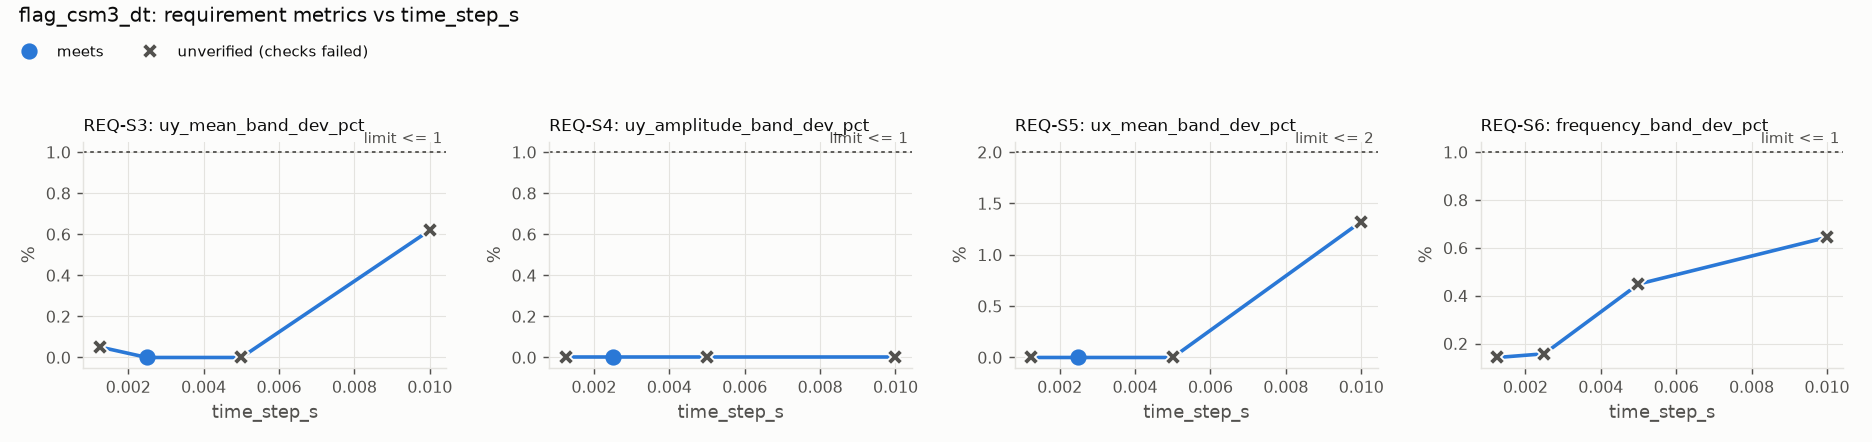 flag_csm3_dt: requirement metrics vs time_step_s
meets
unverified (checks failed)
REQ-S3: uy_mean_band_dev_pct
limit <= 1
1.0
0.8
0.6
0.4
0.2
0.0
%
0.002 0.004 0.006 0.008 0.010
time_step_s
REQ-S4: uy_amplitude_band_dev_pct
limit <= 1
1.0
0.8
0.6
0.4
0.2
0.0
%
0.002 0.004 0.006 0.008 0.010
time_step_s
REQ-S5: ux_mean_band_dev_pct
limit <= 2
2.0
1.5
1.0
0.5
0.0
%
0.002 0.004 0.006 0.008 0.010
time_step_s
REQ-S6: frequency_band_dev_pct
limit <= 1
1.0
0.8
0.6
0.4
0.2
%
0.002 0.004 0.006 0.008 0.010
time_step_s